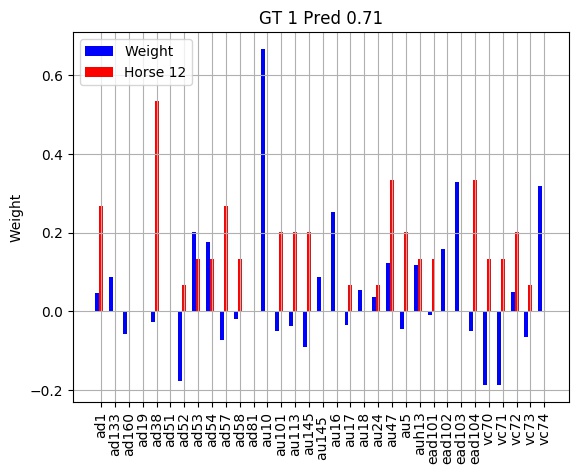 GT 1 Pred 0.71
Weight
Horse 12
Weight
0.6
0.4
0.2
0.0
−0.2
ad1
ad133
ad160
ad19
ad38
ad51
ad52
ad53
ad54
ad57
ad58
ad81
au10
au101
au113
au145
au145
au16
au17
au18
au24
au47
au5
auh13
ead101
ead102
ead103
ead104
vc70
vc71
vc72
vc73
vc74